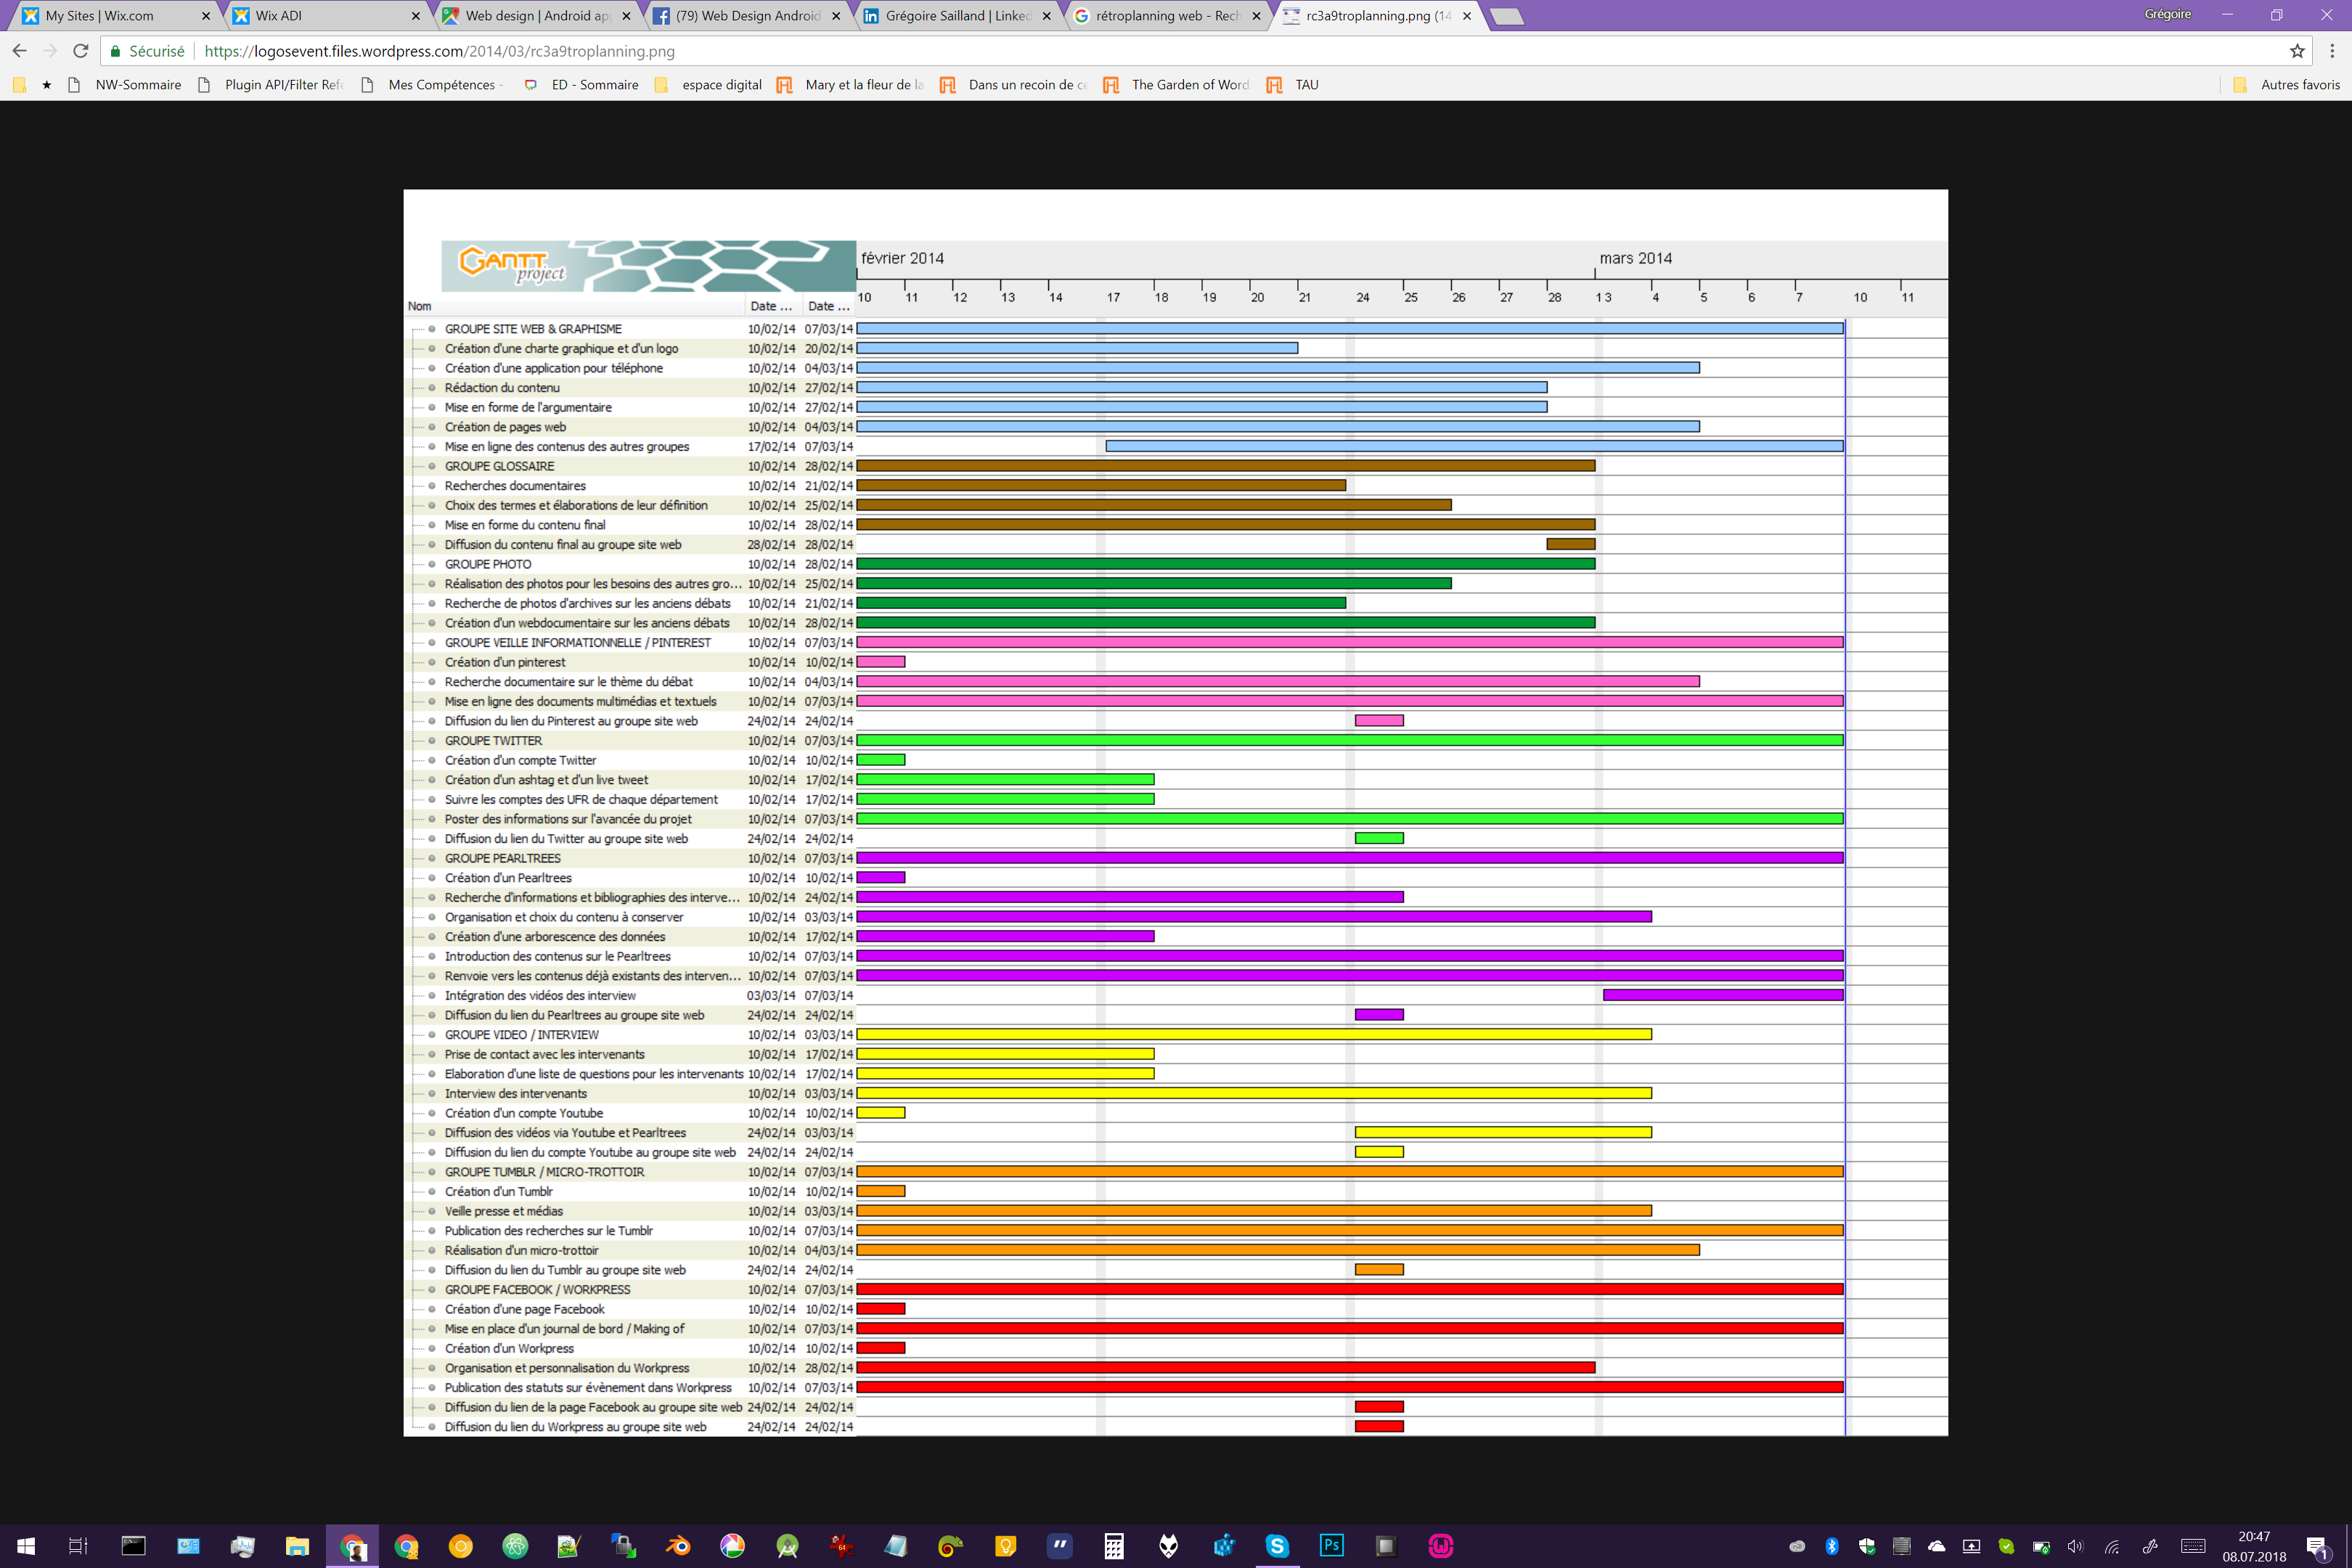 My Sites | Wix.com
Wix ADI
Web design | Android ap
(79) Web Design Android
Grégoire Sailland | Linked
rétroplanning web - Rech
rc3a9troplanning.png (14
Grégoire
Sécurisé https://logosevent.files.wordpress.com/2014/03/rc3a9troplanning.png
NW-Sommaire Plugin API/Filter Refe Mes Compétences - ED - Sommaire espace digital Mary et la fleur de la Dans un recoin de ce The Garden of Word TAU Autres favoris
GANTT project
février 2014 mars 2014
10 11 12 13 14 17 18 19 20 21 24 25 26 27 28 1 3 4 5 6 7 10 11
Nom Date ... Date ...
GROUPE SITE WEB & GRAPHISME 10/02/14 07/03/14
Création d'une charte graphique et d'un logo 10/02/14 20/02/14
Création d'une application pour téléphone 10/02/14 04/03/14
Rédaction du contenu 10/02/14 27/02/14
Mise en forme de l'argumentaire 10/02/14 27/02/14
Création de pages web 10/02/14 04/03/14
Mise en ligne des contenus des autres groupes 17/02/14 07/03/14
GROUPE GLOSSAIRE 10/02/14 28/02/14
Recherches documentaires 10/02/14 21/02/14
Choix des termes et élaborations de leur définition 10/02/14 25/02/14
Mise en forme du contenu final 10/02/14 28/02/14
Diffusion du contenu final au groupe site web 28/02/14 28/02/14
GROUPE PHOTO 10/02/14 28/02/14
Réalisation des photos pour les besoins des autres gro... 10/02/14 25/02/14
Recherche de photos d'archives sur les anciens débats 10/02/14 21/02/14
Création d'un webdocumentaire sur les anciens débats 10/02/14 28/02/14
GROUPE VEILLE INFORMATIONNELLE / PINTEREST 10/02/14 07/03/14
Création d'un pinterest 10/02/14 10/02/14
Recherche documentaire sur le thème du débat 10/02/14 04/03/14
Mise en ligne des documents multimédias et textuels 10/02/14 07/03/14
Diffusion du lien du Pinterest au groupe site web 24/02/14 24/02/14
GROUPE TWITTER 10/02/14 07/03/14
Création d'un compte Twitter 10/02/14 10/02/14
Création d'un ashtag et d'un live tweet 10/02/14 17/02/14
Suivre les comptes des UFR de chaque département 10/02/14 17/02/14
Poster des informations sur l'avancée du projet 10/02/14 07/03/14
Diffusion du lien du Twitter au groupe site web 24/02/14 24/02/14
GROUPE PEARLTREES 10/02/14 07/03/14
Création d'un Pearltrees 10/02/14 10/02/14
Recherche d'informations et bibliographies des interve... 10/02/14 24/02/14
Organisation et choix du contenu à conserver 10/02/14 03/03/14
Création d'une arborescence des données 10/02/14 17/02/14
Introduction des contenus sur le Pearltrees 10/02/14 07/03/14
Renvoie vers les contenus déjà existants des interven... 10/02/14 07/03/14
Intégration des vidéos des interview 03/03/14 07/03/14
Diffusion du lien du Pearltrees au groupe site web 24/02/14 24/02/14
GROUPE VIDEO / INTERVIEW 10/02/14 03/03/14
Prise de contact avec les intervenants 10/02/14 17/02/14
Elaboration d'une liste de questions pour les intervenants 10/02/14 17/02/14
Interview des intervenants 10/02/14 03/03/14
Création d'un compte Youtube 10/02/14 10/02/14
Diffusion des vidéos via Youtube et Pearltrees 24/02/14 03/03/14
Diffusion du lien du compte Youtube au groupe site web 24/02/14 24/02/14
GROUPE TUMBLR / MICRO-TROTTOIR 10/02/14 07/03/14
Création d'un Tumblr 10/02/14 10/02/14
Veille presse et médias 10/02/14 03/03/14
Publication des recherches sur le Tumblr 10/02/14 07/03/14
Réalisation d'un micro-trottoir 10/02/14 04/03/14
Diffusion du lien du Tumblr au groupe site web 24/02/14 24/02/14
GROUPE FACEBOOK / WORKPRESS 10/02/14 07/03/14
Création d'une page Facebook 10/02/14 10/02/14
Mise en place d'un journal de bord / Making of 10/02/14 07/03/14
Création d'un Workpress 10/02/14 10/02/14
Organisation et personnalisation du Workpress 10/02/14 28/02/14
Publication des statuts sur évènement dans Workpress 10/02/14 07/03/14
Diffusion du lien de la page Facebook au groupe site web 24/02/14 24/02/14
Diffusion du lien du Workpress au groupe site web 24/02/14 24/02/14
Ps
20:47
08.07.2018
1